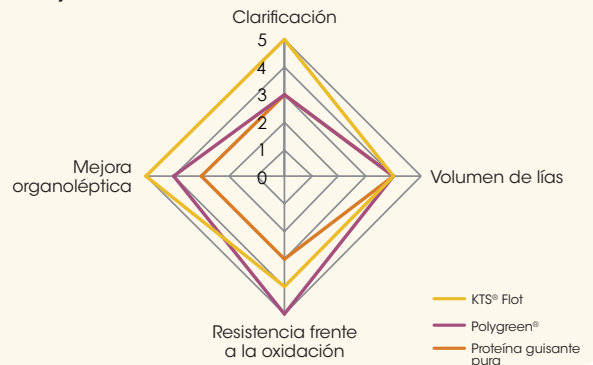 Clarificación
5
4
3
2
1
0
Mejora
organoléptica
Volumen de lías
Resistencia frente
a la oxidación
KTS® Flot
Polygreen®
Proteína guisante
pura